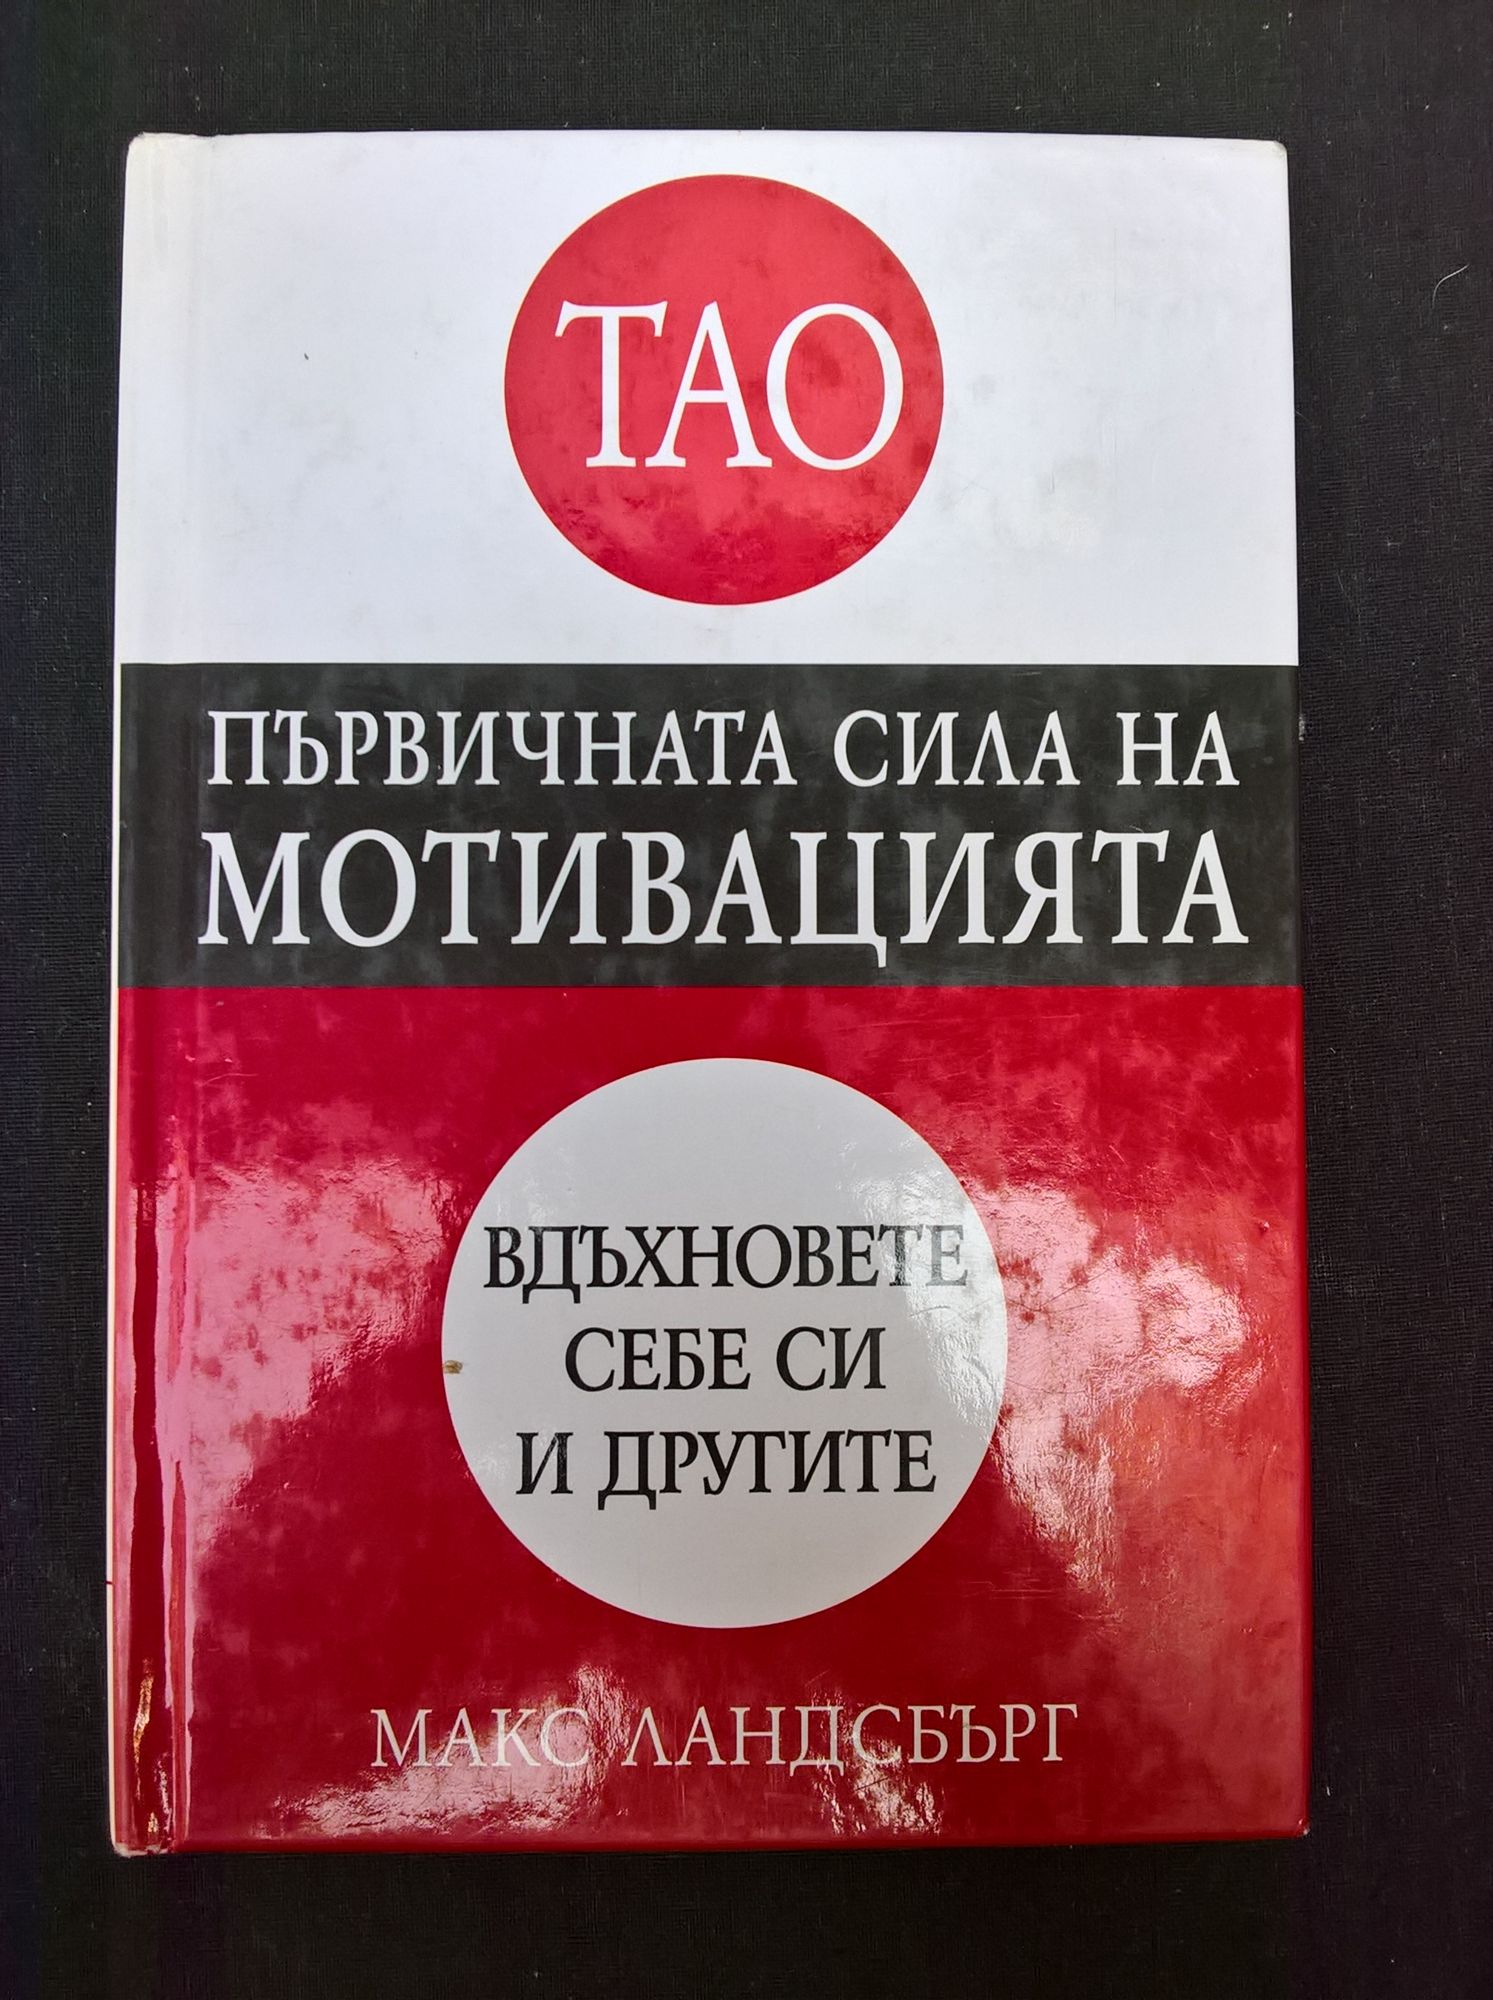 ТАО
ПЪРВИЧНАТА СИЛА НА
МОТИВАЦИЯТА
ВДЪХНОВЕТЕ
СЕБЕ СИ
И ДРУГИТЕ
МАКС ЛАНДСБЪРГ